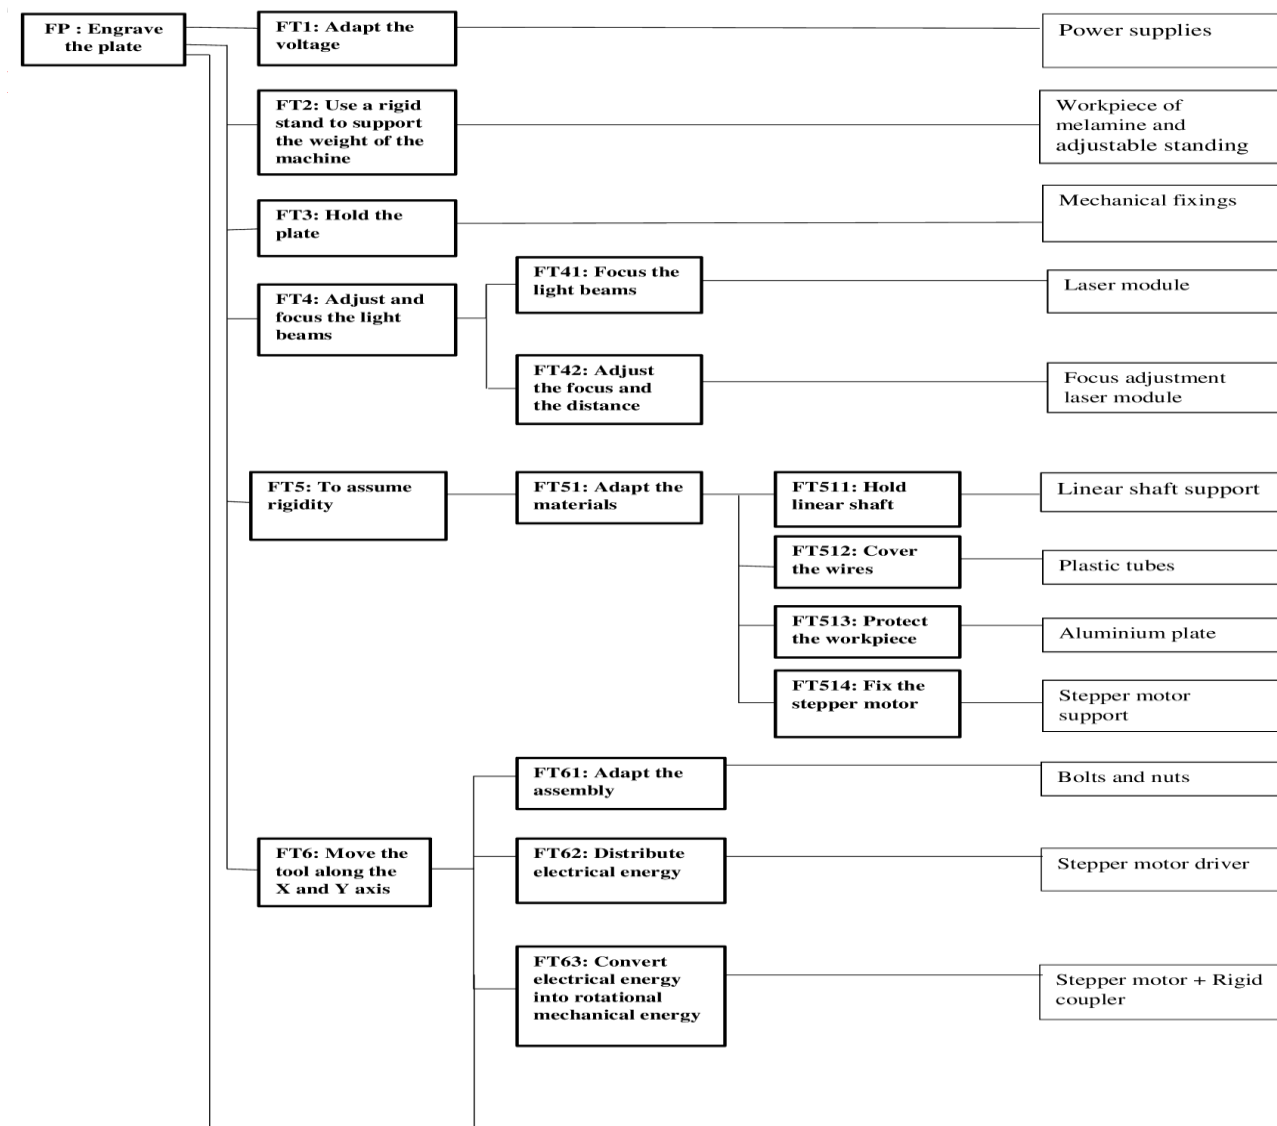 FP : Engrave
the plate
FT1: Adapt the
voltage
Power supplies
FT2: Use a rigid
stand to support
the weight of the
machine
Workpiece of
melamine and
adjustable standing
FT3: Hold the
plate
Mechanical fixings
FT4: Adjust and
focus the light
beams
FT41: Focus the
light beams
Laser module
FT42: Adjust
the focus and
the distance
Focus adjustment
laser module
FT5: To assume
rigidity
FT51: Adapt the
materials
FT511: Hold
linear shaft
Linear shaft support
FT512: Cover
the wires
Plastic tubes
FT513: Protect
the workpiece
Aluminium plate
FT514: Fix the
stepper motor
Stepper motor
support
FT6: Move the
tool along the
X and Y axis
FT61: Adapt the
assembly
Bolts and nuts
FT62: Distribute
electrical energy
Stepper motor driver
FT63: Convert
electrical energy
into rotational
mechanical energy
Stepper motor + Rigid
coupler